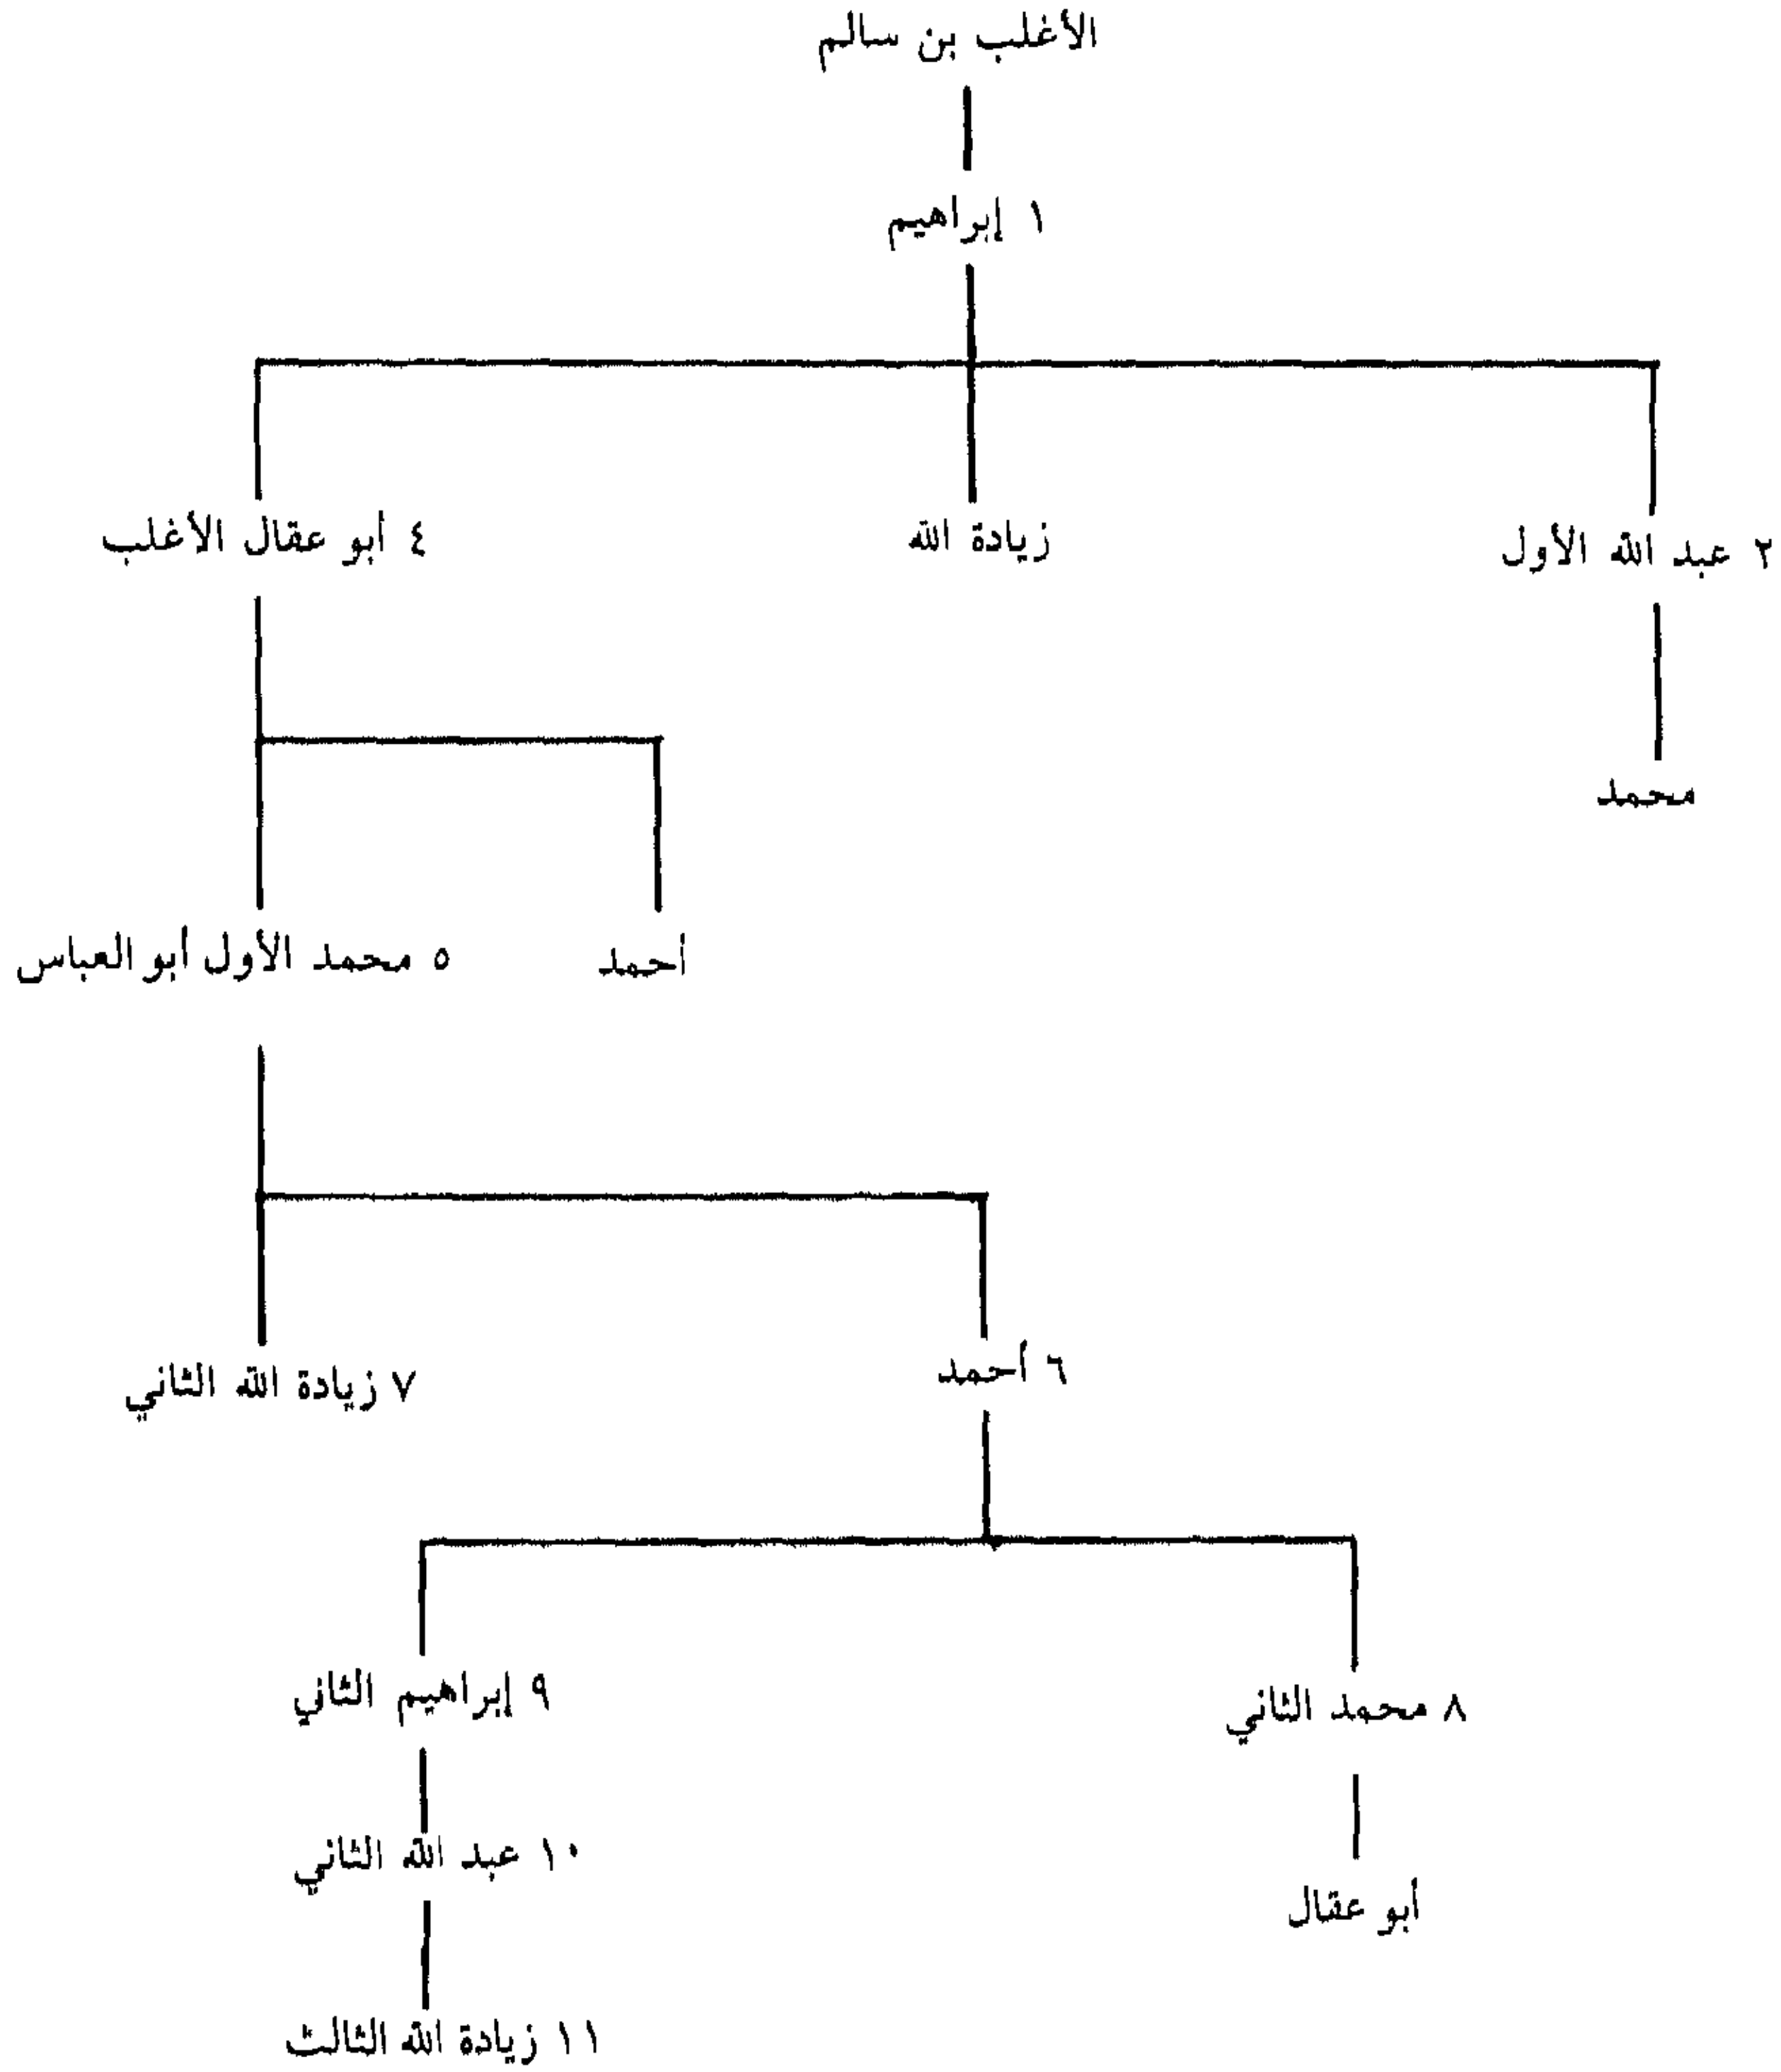 الأغلب بن سالم
١ إبراهيم
٢ عبد الله الأول
زيادة الله
٤ أبو عقال الأغلب
محمد
أحمد
٥ محمد الأول أبو العباس
٦ أحمد
٧ زيادة الله الثاني
٨ محمد الثاني
٩ إبراهيم الثاني
أبو عقال
١٠ عبد الله الثاني
١١ زيادة الله الثالث